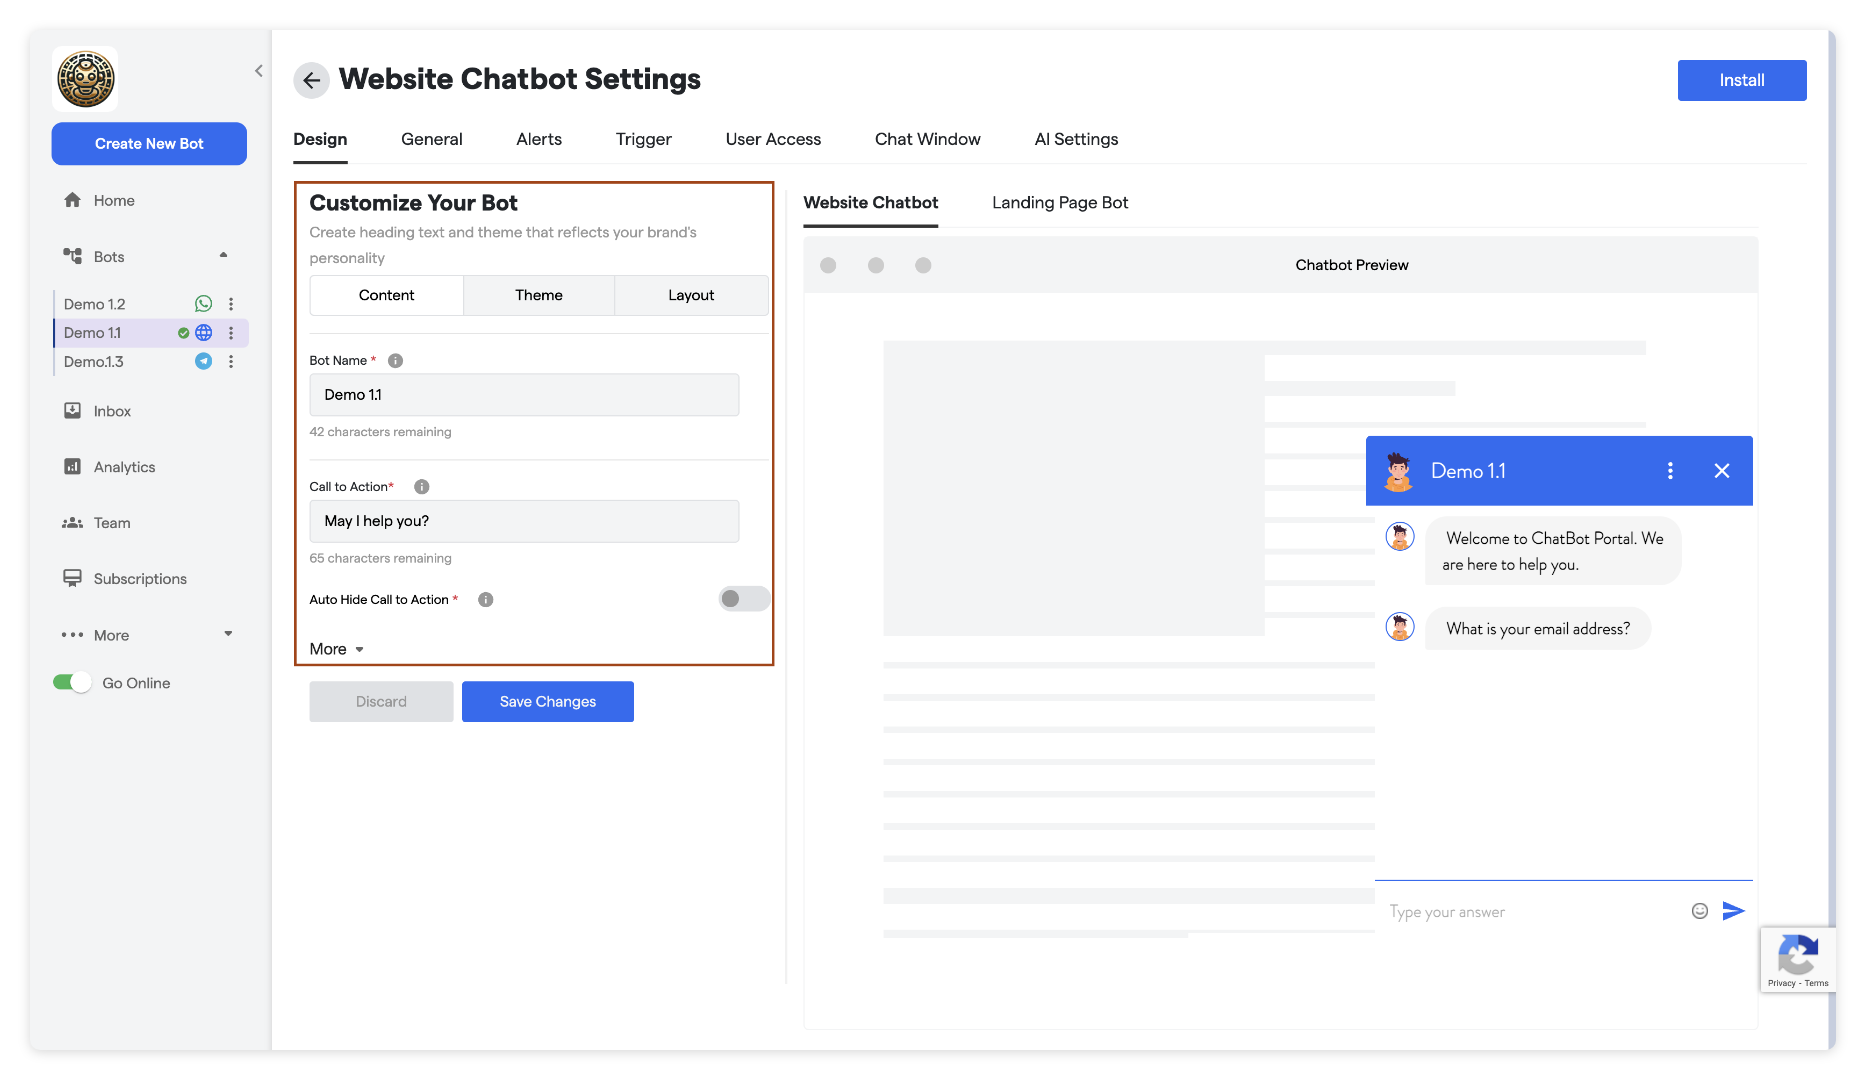 Website Chatbot Settings
Install
Create New Bot
Home
Bots
Demo 1.2
Demo 1.1
Demo.1.3
Inbox
Analytics
Team
Subscriptions
More
Go Online
Design General Alerts Trigger User Access Chat Window AI Settings
Customize Your Bot
Create heading text and theme that reflects your brand's
personality
Content Theme Layout
Bot Name *
Demo 1.1
42 characters remaining
Call to Action*
May I help you?
65 characters remaining
Auto Hide Call to Action *
More
Discard Save Changes
Website Chatbot Landing Page Bot
Chatbot Preview
Demo 1.1
Welcome to ChatBot Portal. We
are here to help you.
What is your email address?
Type your answer
Privacy - Terms